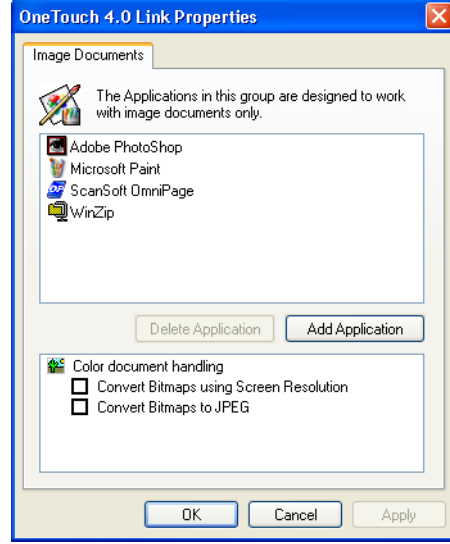 OneTouch 4.0 Link Properties
Image Documents
The Applications in this group are designed to work
with image documents only.
Adobe PhotoShop
Microsoft Paint
ScanSoft OmniPage
WinZip
Delete Application
Add Application
Color document handling
Convert Bitmaps using Screen Resolution
Convert Bitmaps to JPEG
OK
Cancel
Apply